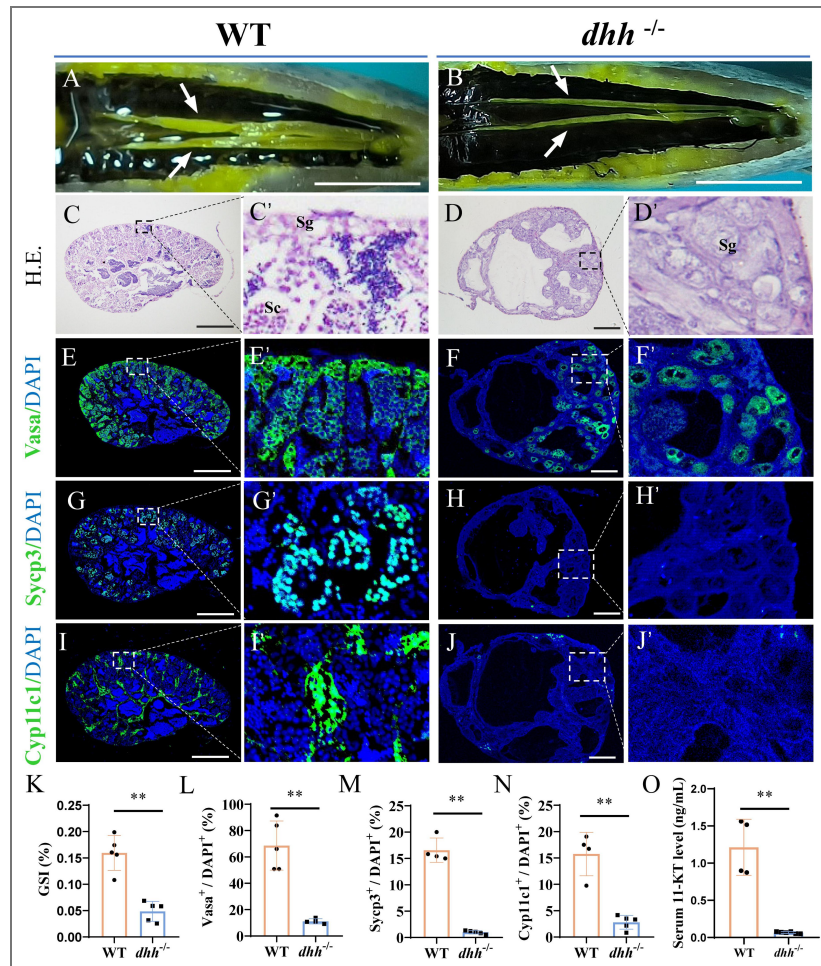 WT
dhh -/-
A
B
C
C'
D
D'
Sg
Sc
Sg
H.E.
E
E'
F
F'
Vasa/DAPI
G
G'
H
H'
Sycp3/DAPI
I
I'
J
J'
Cyp11c1/DAPI
K
L
M
N
O
**
**
**
**
**
GSI (%)
0.25
0.20
0.15
0.10
0.05
0.00
WT
dhh-/-
Vasa+ / DAPI+ (%)
100
80
60
40
20
0
WT
dhh-/-
Sycp3+ / DAPI+ (%)
25
20
15
10
5
0
WT
dhh-/-
Cyp11c1+ / DAPI+ (%)
25
20
15
10
5
0
WT
dhh-/-
Serum 11-KT level (ng/mL)
2.0
1.5
1.0
0.5
0.0
WT
dhh-/-